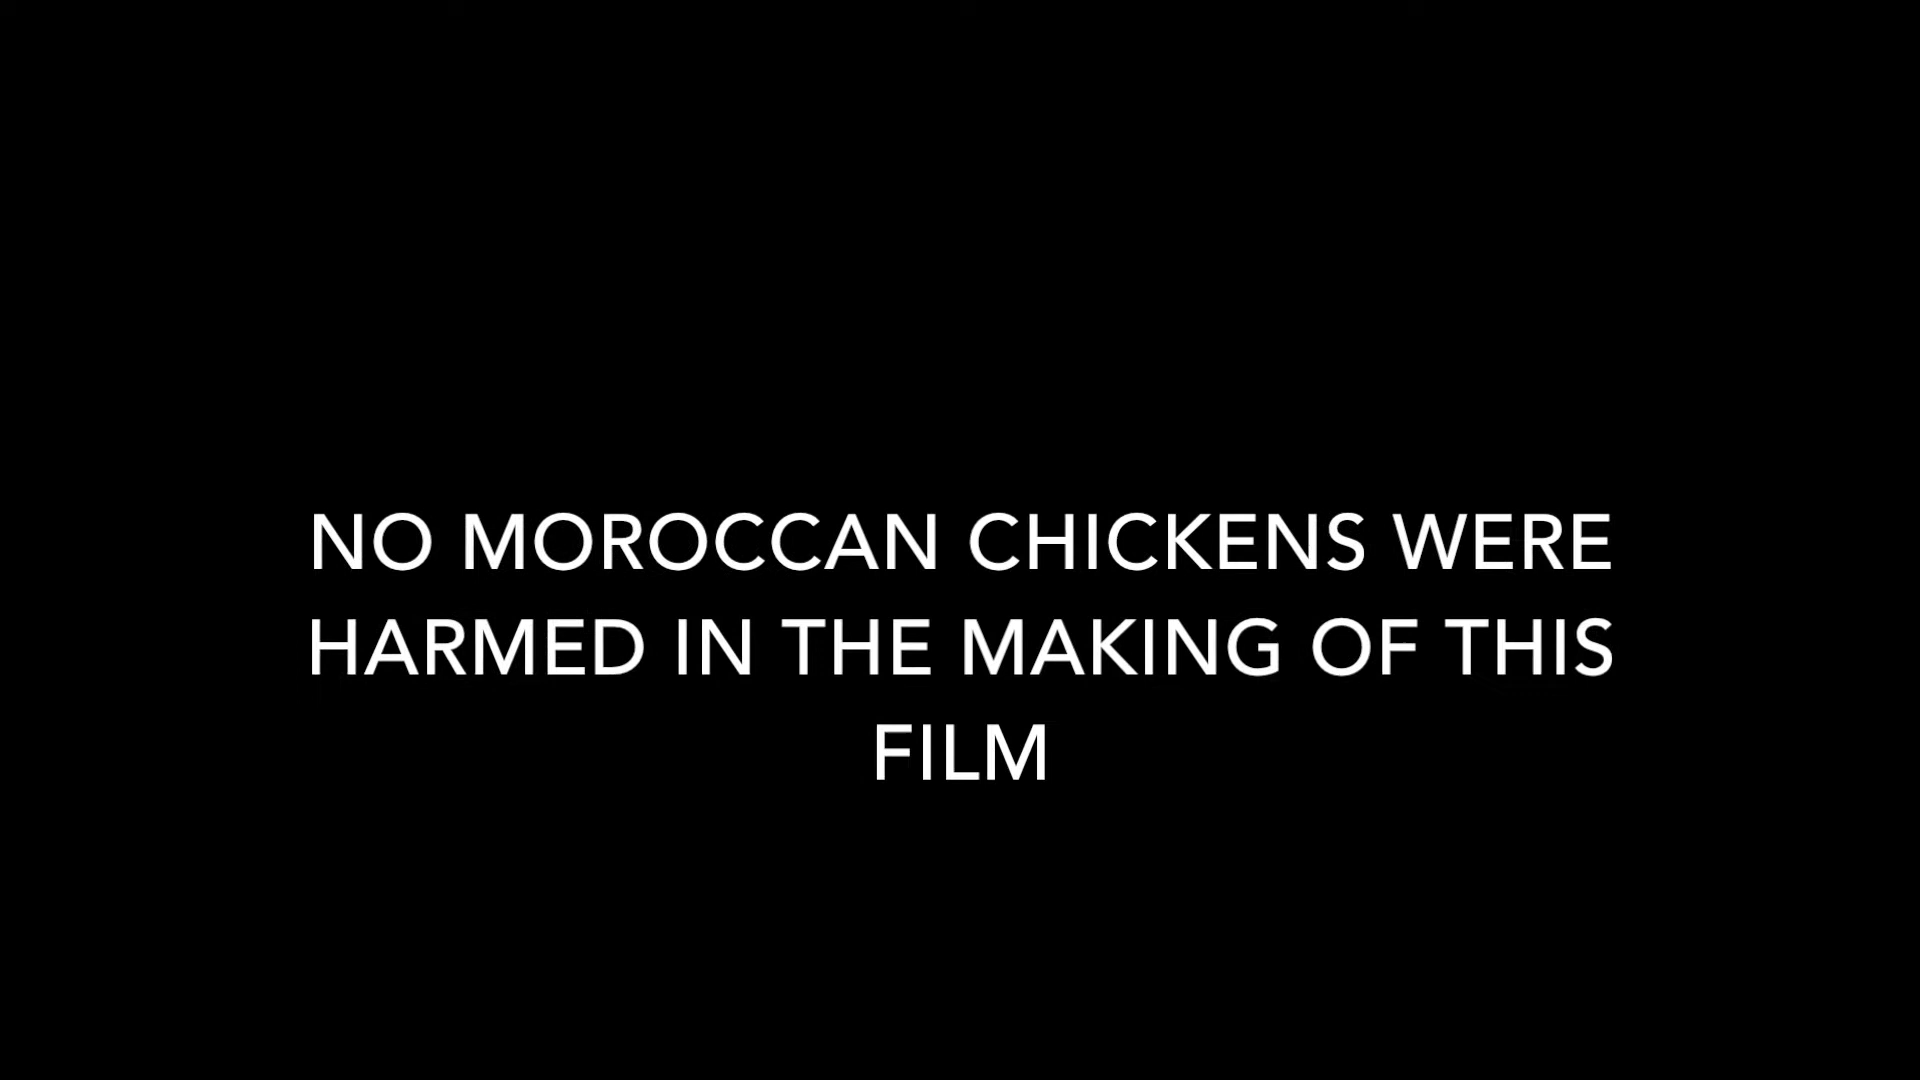 NO MOROCCAN CHICKENS WERE
HARMED IN THE MAKING OF THIS
FILM